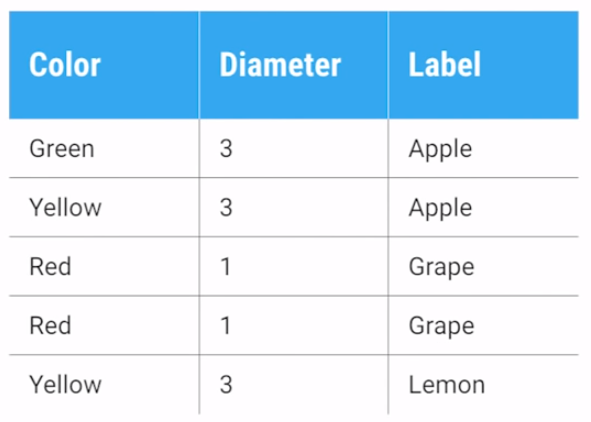 Color Diameter Label
Green 3 Apple
Yellow 3 Apple
Red 1 Grape
Red 1 Grape
Yellow 3 Lemon